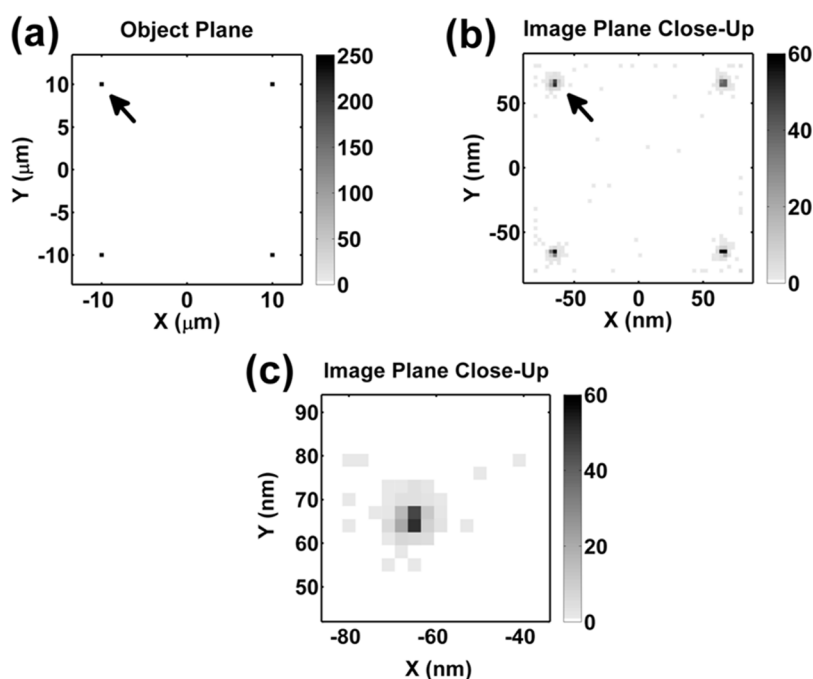 (a)
Object Plane
10
5
0
-5
-10
Y (μm)
-10 0 10
X (μm)
250
200
150
100
50
0
(b)
Image Plane Close-Up
50
0
-50
Y (nm)
-50 0 50
X (nm)
60
40
20
0
(c)
Image Plane Close-Up
90
80
70
60
50
Y (nm)
-80 -60 -40
X (nm)
60
40
20
0